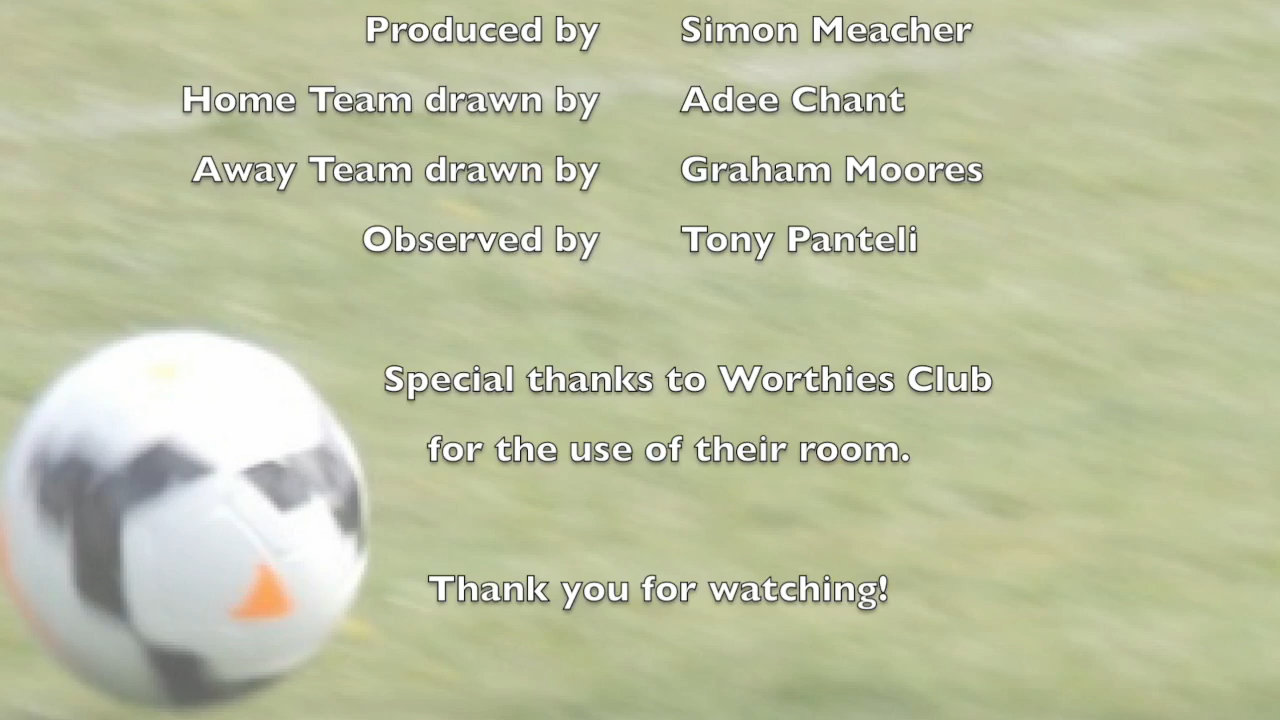 Produced by Simon Meacher
Home Team drawn by Adee Chant
Away Team drawn by Graham Moores
Observed by Tony Panteli
Special thanks to Worthies Club
for the use of their room.
Thank you for watching!